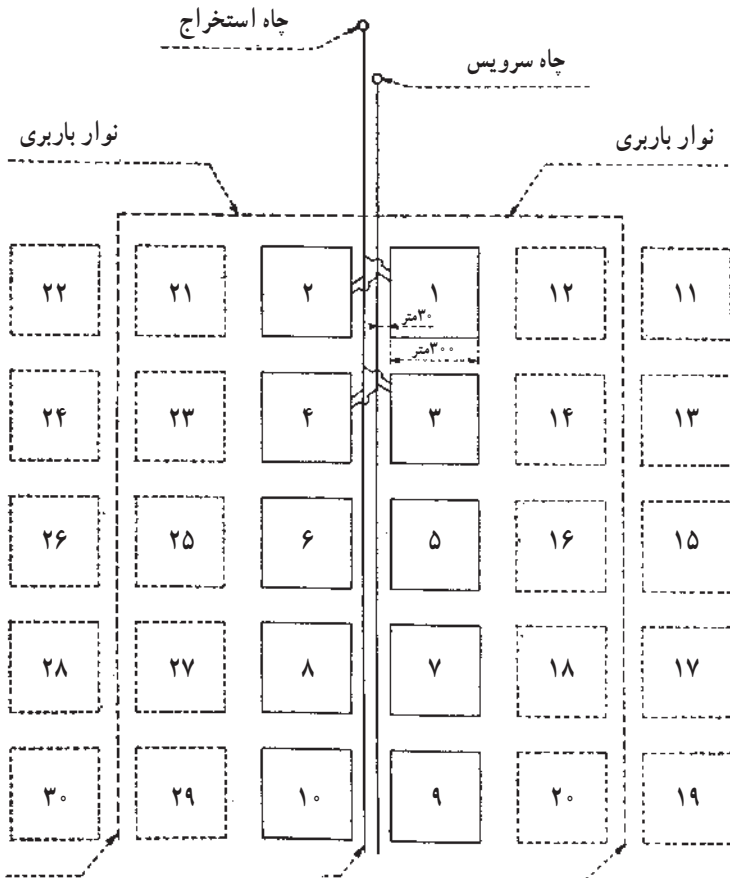 چاه استخراج
چاه سرویس
نوار باربری
نوار باربری
۲۲ ۲۱ ۲ ۱ ۱۲ ۱۱
۳۰متر
۳۰۰متر
۲۴ ۲۳ ۴ ۳ ۱۴ ۱۳
۲۶ ۲۵ ۶ ۵ ۱۶ ۱۵
۲۸ ۲۷ ۸ ۷ ۱۸ ۱۷
۳۰ ۲۹ ۱۰ ۹ ۲۰ ۱۹